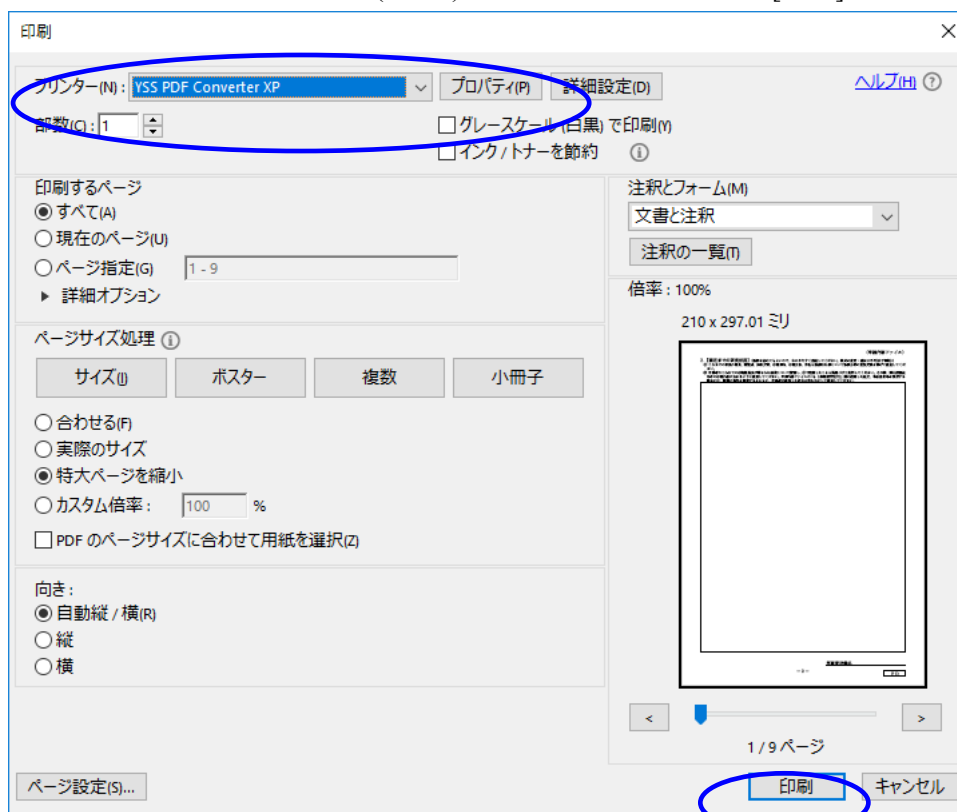 印刷
プリンター(N) : YSS PDF Converter XP プロパティ(P) 詳細設定(D) ヘルプ(H) ?
部数(C) : 1 グレースケール (白黒) で印刷(Y)
インク / トナーを節約
印刷するページ
すべて(A)
現在のページ(U)
ページ指定(G) 1 - 9
詳細オプション
ページサイズ処理
サイズ(I) ポスター 複数 小冊子
合わせる(F)
実際のサイズ
特大ページを縮小
カスタム倍率 : 100 %
PDF のページサイズに合わせて用紙を選択(Z)
向き :
自動縦 / 横(R)
縦
横
注釈とフォーム(M)
文書と注釈
注釈の一覧(T)
倍率 : 100%
210 x 297.01 ミリ
< >
1 / 9 ページ
ページ設定(S)... 印刷 キャンセル